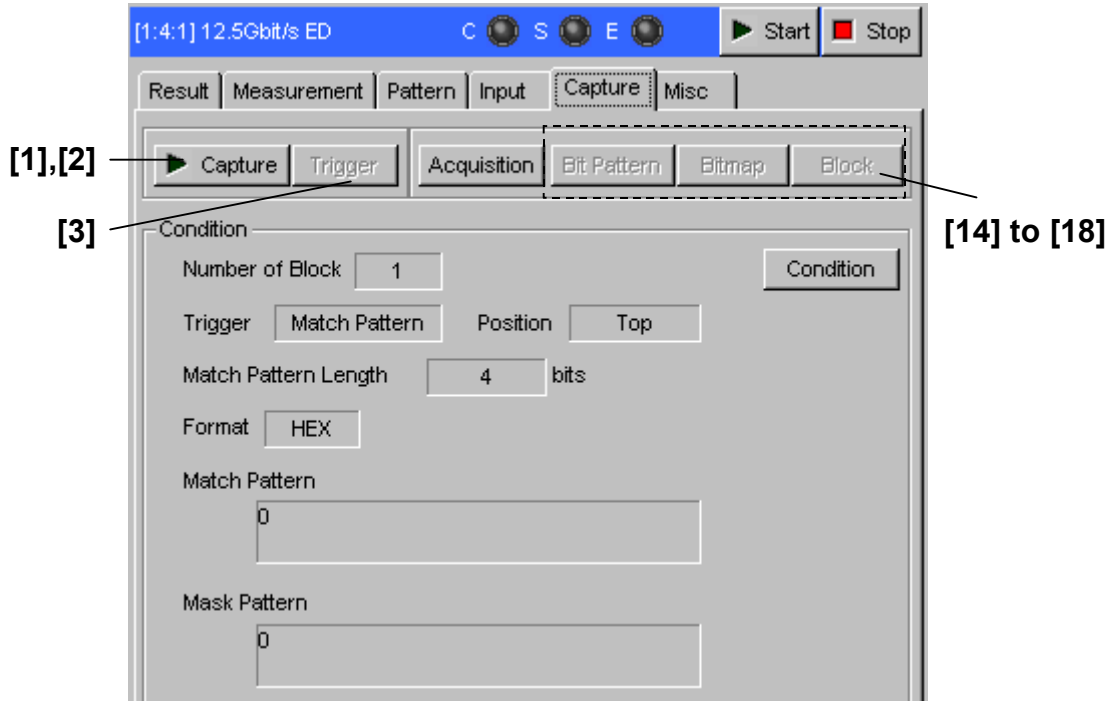 [1:4:1] 12.5Gbit/s ED C S E Start Stop
Result Measurement Pattern Input Capture Misc
[1],[2] Capture Trigger Acquisition Bit Pattern Bitmap Block
[3] [14] to [18]
Condition
Number of Block 1 Condition
Trigger Match Pattern Position Top
Match Pattern Length 4 bits
Format HEX
Match Pattern
0
Mask Pattern
0